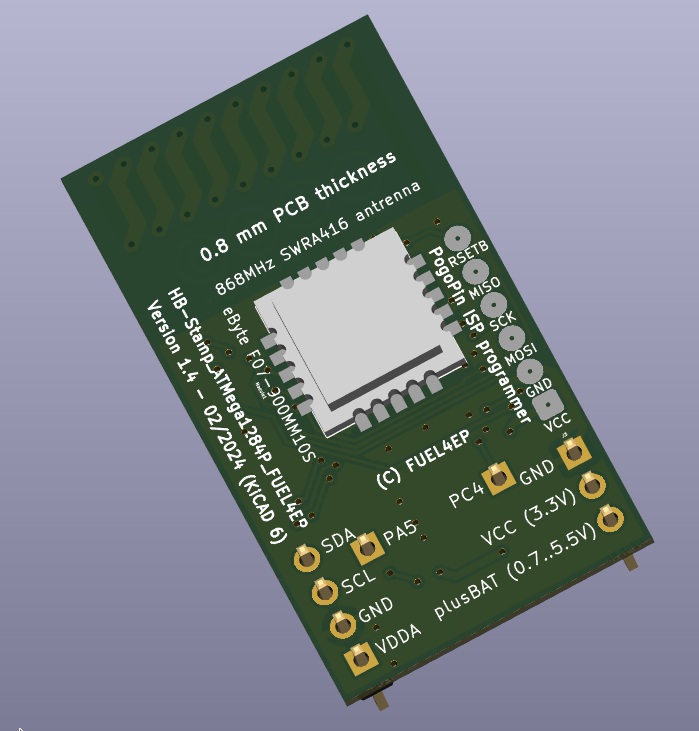 0.8 mm PCB thickness
868MHz SWRA416 antrenna
HB-Stamp_ATMega1284P_FUEL4EP
Version 1.4 - 02/2024 (KiCAD 6)
eByte E07-900MM10S
PogoPin ISP programmer
RSETB
MISO
SCK
MOSI
GND
VCC
(C) FUEL4EP
PC4
GND
VCC (3.3V)
plusBAT (0.7..5.5V)
SDA
PA5
SCL
GND
VDDA